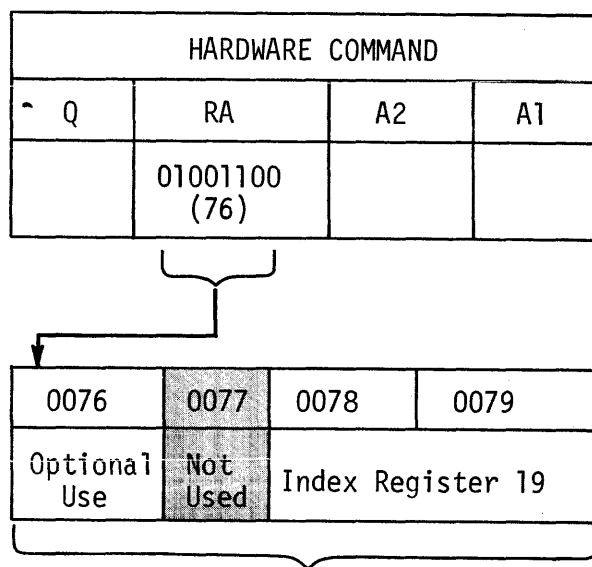 HARDWARE COMMAND
Q RA A2 A1
01001100
(76)
0076 0077 0078 0079
Optional Not Index Register 19
Use Used